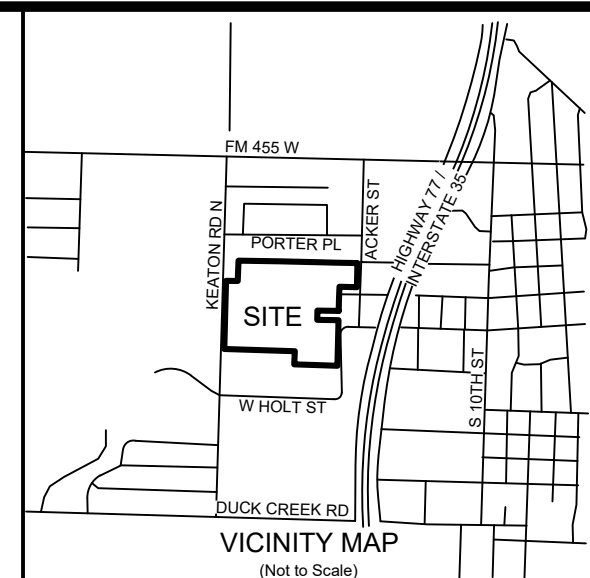 FM 455 W
KEATON RD N
PORTER PL
ACKER ST
HIGHWAY 77 /
INTERSTATE 35
SITE
S 10TH ST
W HOLT ST
DUCK CREEK RD
VICINITY MAP
(Not to Scale)